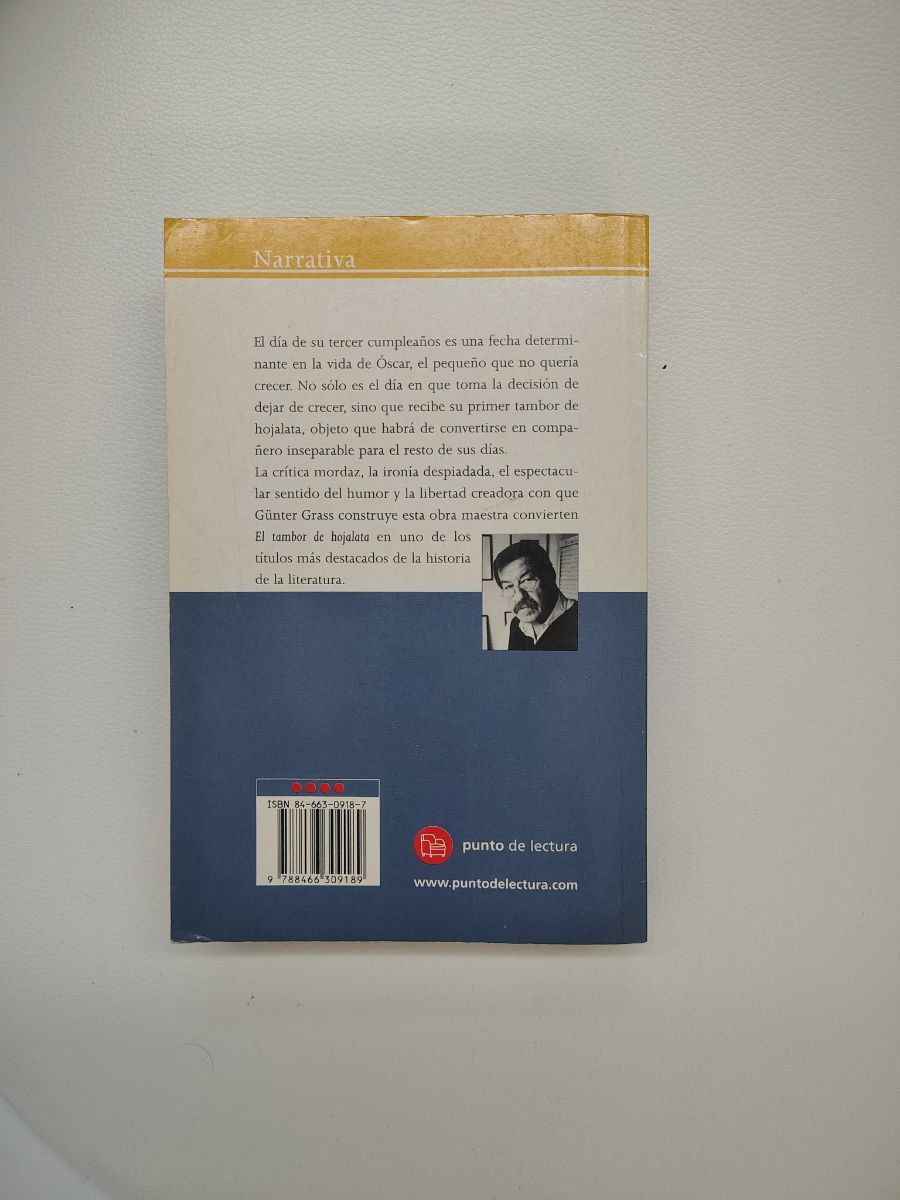 Narrativa
El día de su tercer cumpleaños es una fecha determi-
nante en la vida de Óscar, el pequeño que no quería
crecer. No sólo es el día en que toma la decisión de
dejar de crecer, sino que recibe su primer tambor de
hojalata, objeto que habrá de convertirse en compa-
ñero inseparable para el resto de sus días.
La crítica mordaz, la ironía despiadada, el espectacu-
lar sentido del humor y la libertad creadora con que
Günter Grass construye esta obra maestra convierten
El tambor de hojalata en uno de los
títulos más destacados de la historia
de la literatura.
ISBN 84-663-0918-7
9 788466 309189
punto de lectura
www.puntodelectura.com